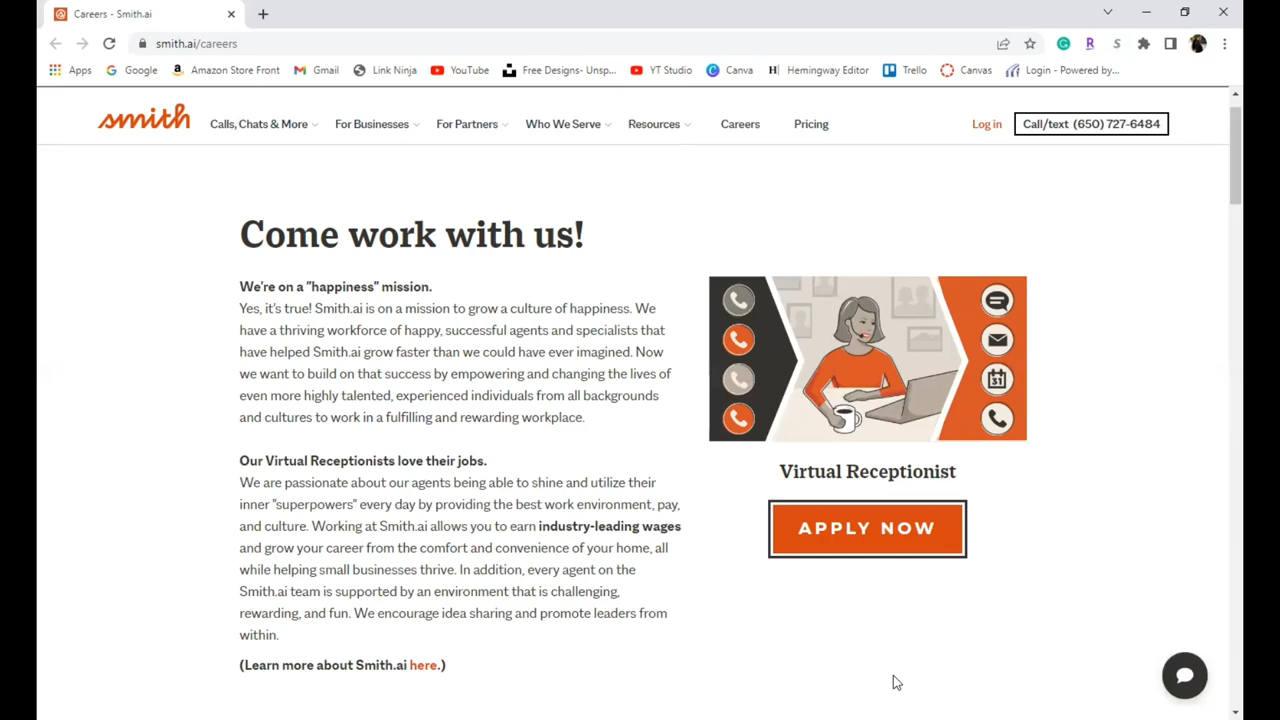 Careers - Smith.ai
smith.ai/careers
Apps Google Amazon Store Front Gmail Link Ninja YouTube Free Designs- Unsp... YT Studio Canva Hemingway Editor Trello Canvas Login - Powered by...
smith Calls, Chats & More For Businesses For Partners Who We Serve Resources Careers Pricing Log in Call/text (650) 727-6484
Come work with us!
We're on a "happiness" mission.
Yes, it's true! Smith.ai is on a mission to grow a culture of happiness. We
have a thriving workforce of happy, successful agents and specialists that
have helped Smith.ai grow faster than we could have ever imagined. Now
we want to build on that success by empowering and changing the lives of
even more highly talented, experienced individuals from all backgrounds
and cultures to work in a fulfilling and rewarding workplace.
Our Virtual Receptionists love their jobs.
We are passionate about our agents being able to shine and utilize their
inner "superpowers" every day by providing the best work environment, pay,
and culture. Working at Smith.ai allows you to earn industry-leading wages
and grow your career from the comfort and convenience of your home, all
while helping small businesses thrive. In addition, every agent on the
Smith.ai team is supported by an environment that is challenging,
rewarding, and fun. We encourage idea sharing and promote leaders from
within.
(Learn more about Smith.ai here.)
Virtual Receptionist
APPLY NOW